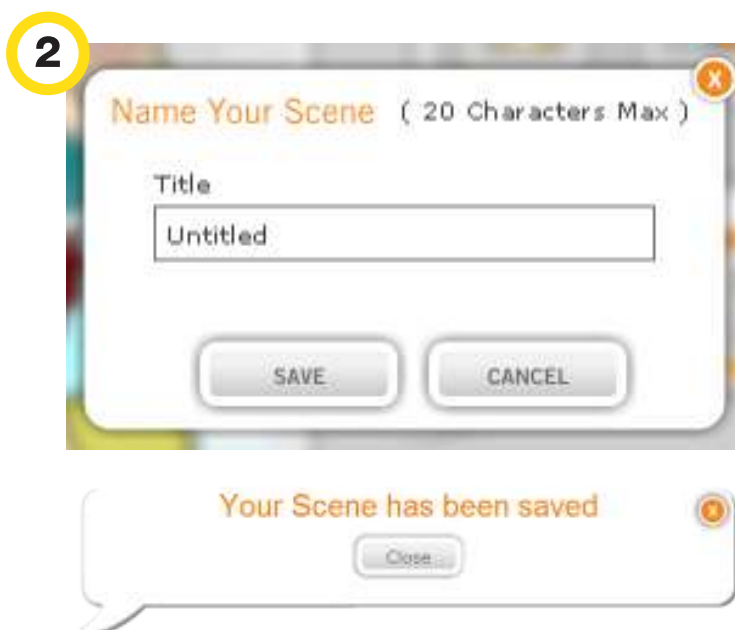 2
X
Name Your Scene ( 20 Characters Max )
Title
Untitled
SAVE CANCEL
Your Scene has been saved
X
Close